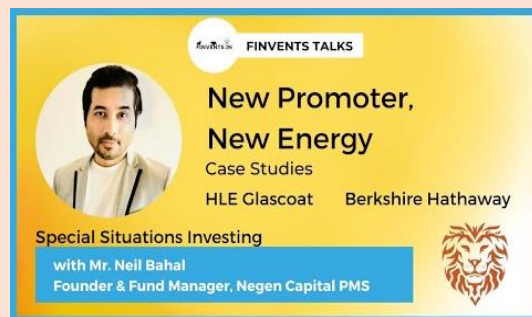 FINVENTS.IN
FINVENTS TALKS
New Promoter,
New Energy
Case Studies
HLE Glascoat Berkshire Hathaway
Special Situations Investing
with Mr. Neil Bahal
Founder & Fund Manager, Negen Capital PMS